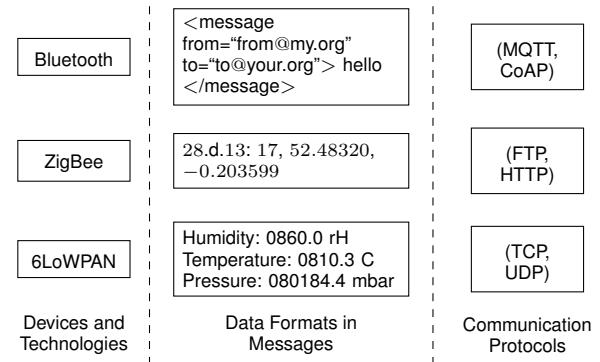 Bluetooth
<message
from=“from@my.org”
to=“to@your.org”> hello
</message>
(MQTT,
CoAP)
ZigBee
28.d.13: 17, 52.48320,
−0.203599
(FTP,
HTTP)
6LoWPAN
Humidity: 0860.0 rH
Temperature: 0810.3 C
Pressure: 080184.4 mbar
(TCP,
UDP)
Devices and
Technologies
Data Formats in
Messages
Communication
Protocols